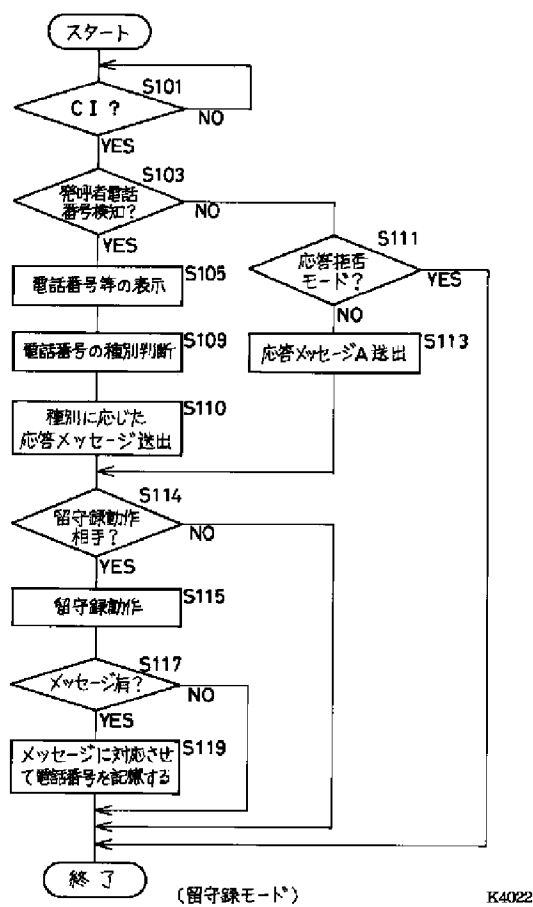 スタート
S101
CI?
NO
YES
S103
発呼者電話
番号検知?
NO
YES
S111
応答拒否
モード?
YES
NO
S105
電話番号等の表示
S109
電話番号の種別判断
S113
応答メッセージA送出
S110
種別に応じた
応答メッセージ送出
S114
留守録動作
相手?
NO
YES
S115
留守録動作
S117
メッセージ有?
NO
YES
S119
メッセージに対応させ
て電話番号を記憶する
終了
(留守録モード)
K4022